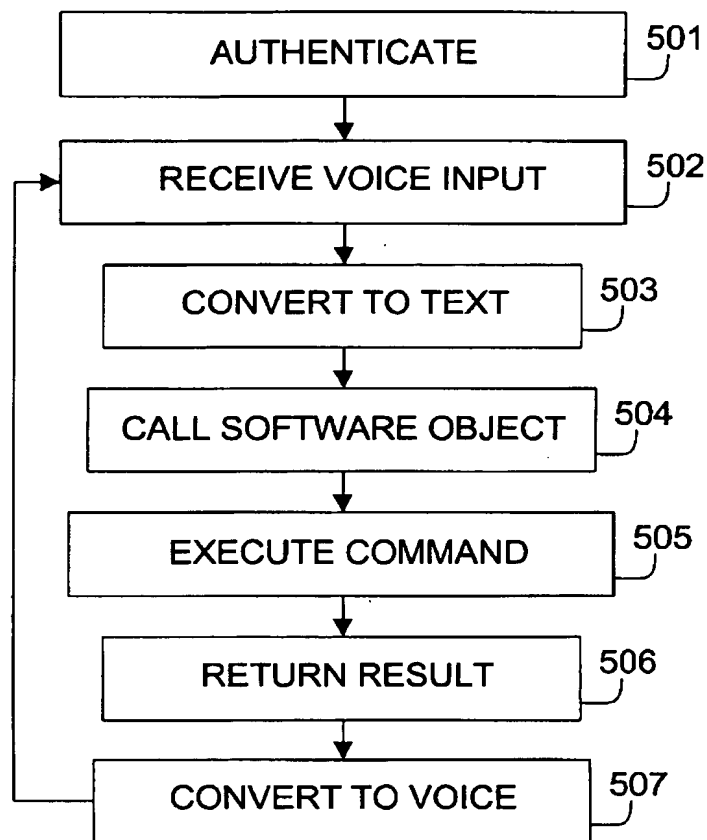 AUTHENTICATE 501
RECEIVE VOICE INPUT 502
CONVERT TO TEXT 503
CALL SOFTWARE OBJECT 504
EXECUTE COMMAND 505
RETURN RESULT 506
CONVERT TO VOICE 507